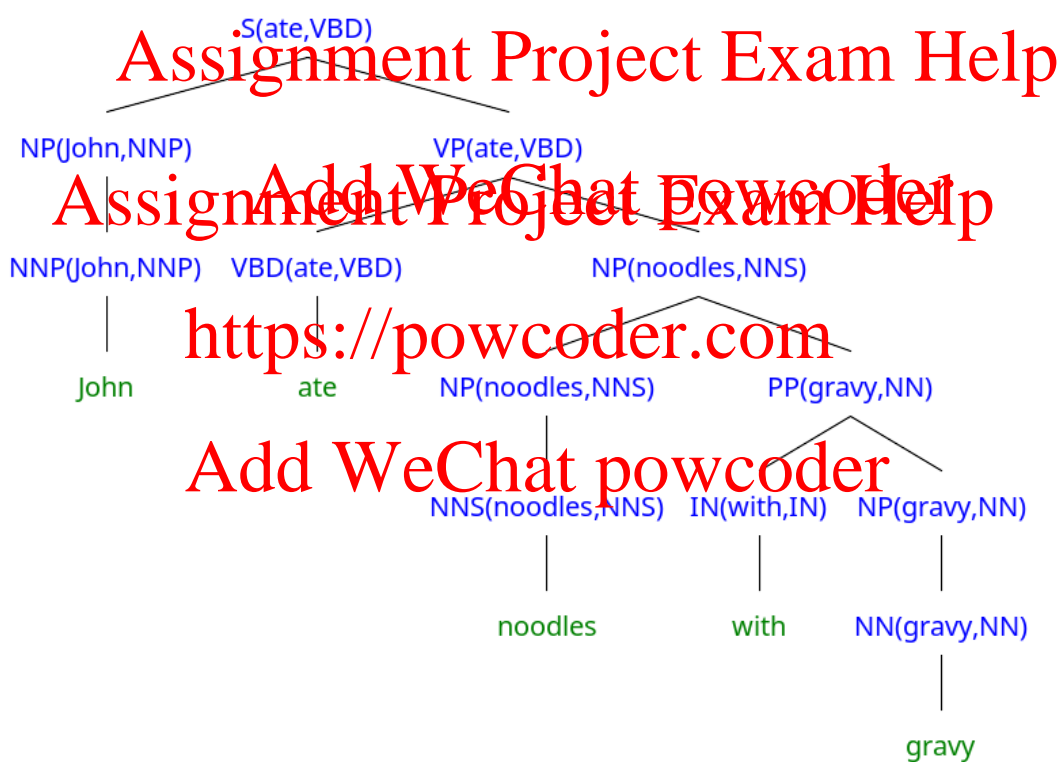 S(ate,VBD)
Assignment Project Exam Help
NP(John,NNP) VP(ate,VBD)
Add WeChat powcoder
Assignment Project Exam Help
NNP(John,NNP) VBD(ate,VBD) NP(noodles,NNS)
https://powcoder.com
John ate NP(noodles,NNS) PP(gravy,NN)
Add WeChat powcoder
NNS(noodles,NNS) IN(with,IN) NP(gravy,NN)
noodles with NN(gravy,NN)
gravy